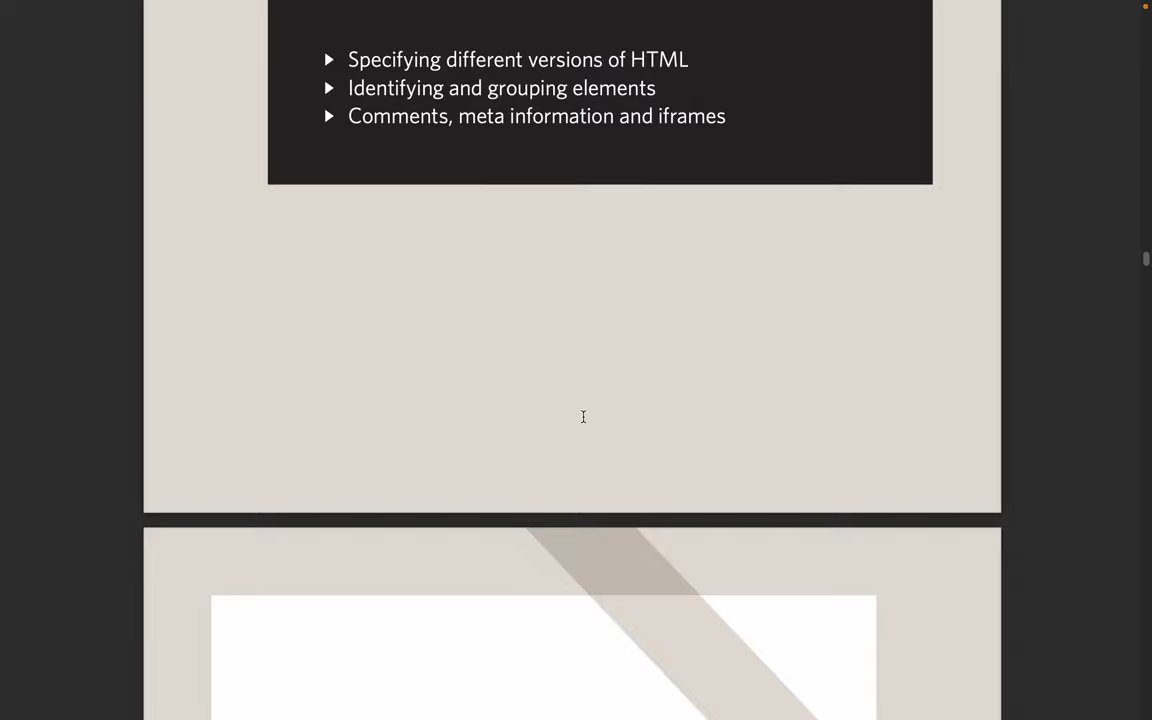 Specifying different versions of HTML
Identifying and grouping elements
Comments, meta information and iframes